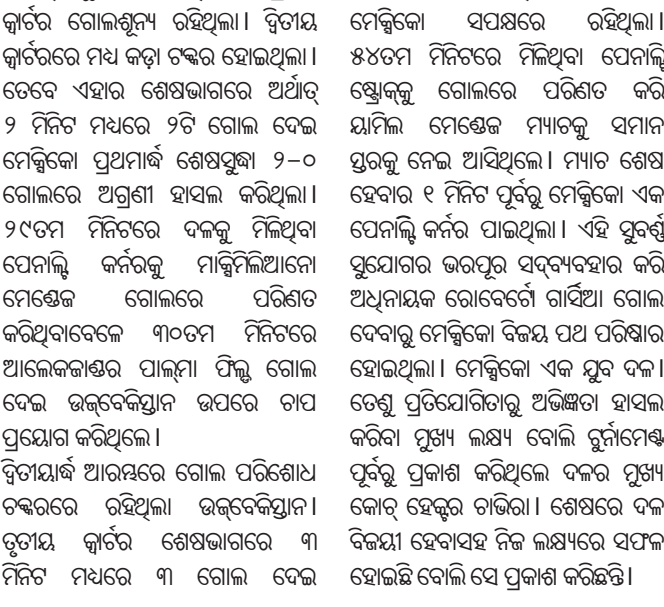 କ୍ୱାର୍ଟର ଗୋଲଶୂନ୍ୟ ରହିଥିଲା। ଦ୍ୱିତୀୟ
କ୍ୱାର୍ଟରରେ ମଧ୍ୟ କଡ଼ା ଟକ୍କର ହୋଇଥିଲା।
ତେବେ ଏହାର ଶେଷଭାଗରେ ଅର୍ଥାତ୍
୨ ମିନିଟ ମଧ୍ୟରେ ୨ଟି ଗୋଲ ଦେଇ
ମେକ୍ସିକୋ ପ୍ରଥମାର୍ଦ୍ଧ ଶେଷସୁଦ୍ଧା ୨-୦
ଗୋଲରେ ଅଗ୍ରଣୀ ହାସଲ କରିଥିଲା।
୨୯ତମ ମିନିଟରେ ଦଳକୁ ମିଳିଥିବା
ପେନାଲ୍ଟି କର୍ନରକୁ ମାକ୍ସିମିଲିଆନୋ
ମେଣ୍ଡେଜ ଗୋଲରେ ପରିଣତ
କରିଥିବାବେଳେ ୩୦ତମ ମିନିଟରେ
ଆଲେକଜାଣ୍ଡର ପାଲ୍‌ମା ଫିଲ୍ଡ ଗୋଲ
ଦେଇ ଉଜ୍‌ବେକିସ୍ତାନ ଉପରେ ଚାପ
ପ୍ରୟୋଗ କରିଥିଲେ।
ଦ୍ୱିତୀୟାର୍ଦ୍ଧ ଆରମ୍ଭରେ ଗୋଲ ପରିଶୋଧ
ଚକ୍କରରେ ରହିଥିଲା ଉଜ୍‌ବେକିସ୍ତାନ।
ତୃତୀୟ କ୍ୱାର୍ଟର ଶେଷଭାଗରେ ୩
ମିନିଟ ମଧ୍ୟରେ ୩ ଗୋଲ ଦେଇ
ମେକ୍ସିକୋ ସପକ୍ଷରେ ରହିଥିଲା।
୫୪ତମ ମିନିଟରେ ମିଳିଥିବା ପେନାଲ୍ଟି
ଷ୍ଟ୍ରୋକ୍‌କୁ ଗୋଲରେ ପରିଣତ କରି
ୟାମିଲ ମେଣ୍ଡେଜ ମ୍ୟାଚକୁ ସମାନ
ସ୍ତରକୁ ନେଇ ଆସିଥିଲେ। ମ୍ୟାଚ ଶେଷ
ହେବାର ୧ ମିନିଟ ପୂର୍ବରୁ ମେକ୍ସିକୋ ଏକ
ପେନାଲ୍ଟି କର୍ନର ପାଇଥିଲା। ଏହି ସୁବର୍ଣ୍ଣ
ସୁଯୋଗର ଭରପୂର ସଦ୍‌ବ୍ୟବହାର କରି
ଅଧିନାୟକ ରୋବେର୍ଟୋ ଗାର୍ସିଆ ଗୋଲ
ଦେବାରୁ ମେକ୍ସିକୋ ବିଜୟ ପଥ ପରିଷ୍କାର
ହୋଇଥିଲା। ମେକ୍ସିକୋ ଏକ ଯୁବ ଦଳ।
ତେଣୁ ପ୍ରତିଯୋଗିତାରୁ ଅଭିଜ୍ଞତା ହାସଲ
କରିବା ମୁଖ୍ୟ ଲକ୍ଷ୍ୟ ବୋଲି ଟୁର୍ନାମେଣ୍ଟ
ପୂର୍ବରୁ ପ୍ରକାଶ କରିଥିଲେ ଦଳର ମୁଖ୍ୟ
କୋଚ୍ ହେକ୍ଟର ଚାଭିରା। ଶେଷରେ ଦଳ
ବିଜୟୀ ହେବାସହ ନିଜ ଲକ୍ଷ୍ୟରେ ସଫଳ
ହୋଇଛି ବୋଲି ସେ ପ୍ରକାଶ କରିଛନ୍ତି।